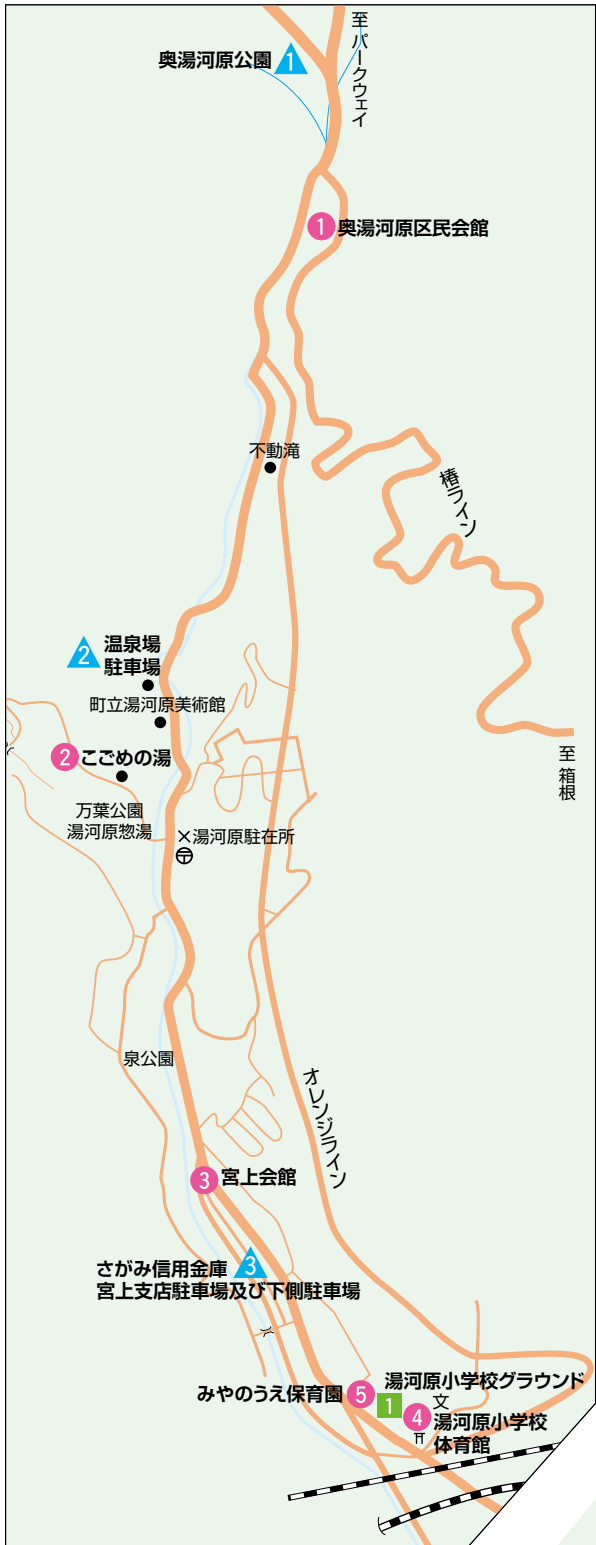 至 パークウェイ
奥湯河原公園 1
1 奥湯河原区民会館
不動滝
椿ライン
2 温泉場
駐車場
町立湯河原美術館
至 箱根
2 こごめの湯
万葉公園
湯河原惣湯
湯河原駐在所
泉公園
オレンジライン
3 宮上会館
さがみ信用金庫 3
宮上支店駐車場及び下側駐車場
湯河原小学校グラウンド
みやのうえ保育園 5
1
文
4 湯河原小学校
体育館